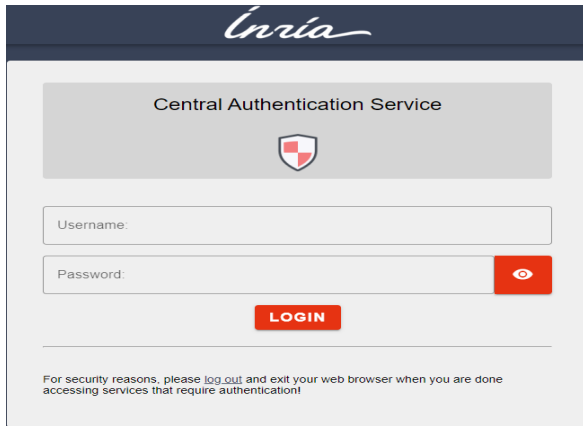 Inria
Central Authentication Service
Username:
Password:
LOGIN
For security reasons, please log out and exit your web browser when you are done
accessing services that require authentication!